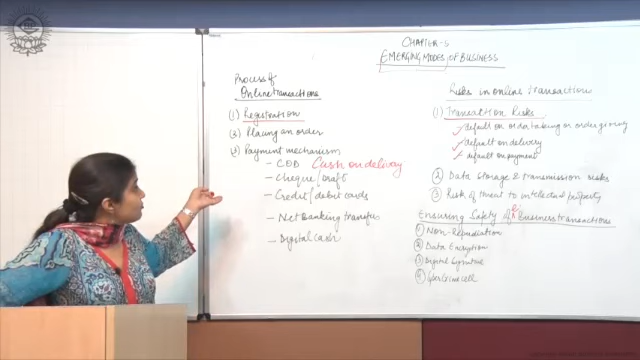 CHAPTER-5
EMERGING MODES OF BUSINESS
Process of
Online transactions
(1) Registration
(2) Placing an order
(3) Payment mechanism
- COD Cash on delivery
- Cheque/draft
- Credit/debit cards
- Net Banking transfer
- Digital cash
Risks in online transaction
(1) Transaction Risks
default on order taking or order giving
default on delivery
default on payment
(2) Data Storage & transmission risks
(3) Risk of threat to intellectual property
Ensuring Safety of e Business transactions
(1) Non-Repudiation
(2) Data Encryption
(3) Digital Signature
(4) Cyber Crime cell